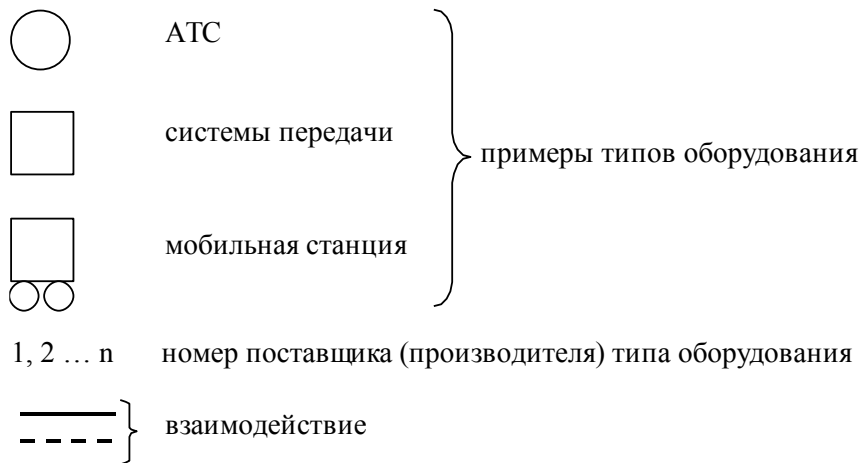 АТС
системы передачи
примеры типов оборудования
мобильная станция
1, 2 … n номер поставщика (производителя) типа оборудования
взаимодействие